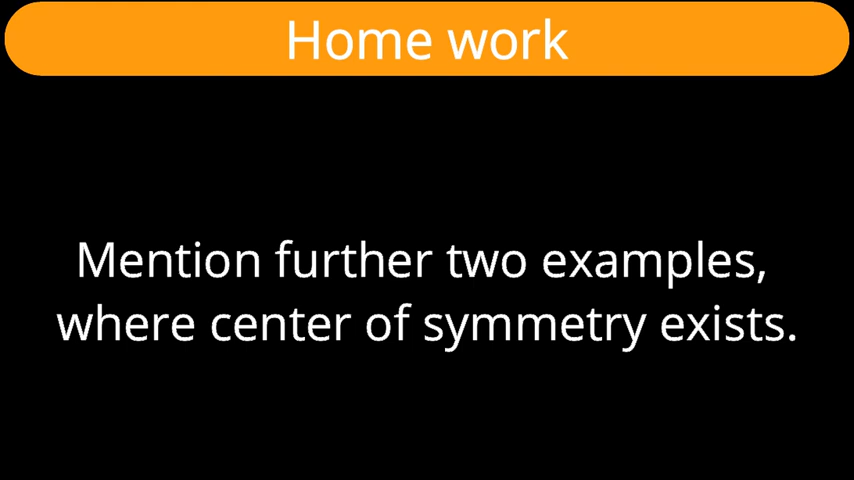 Home work
Mention further two examples,
where center of symmetry exists.